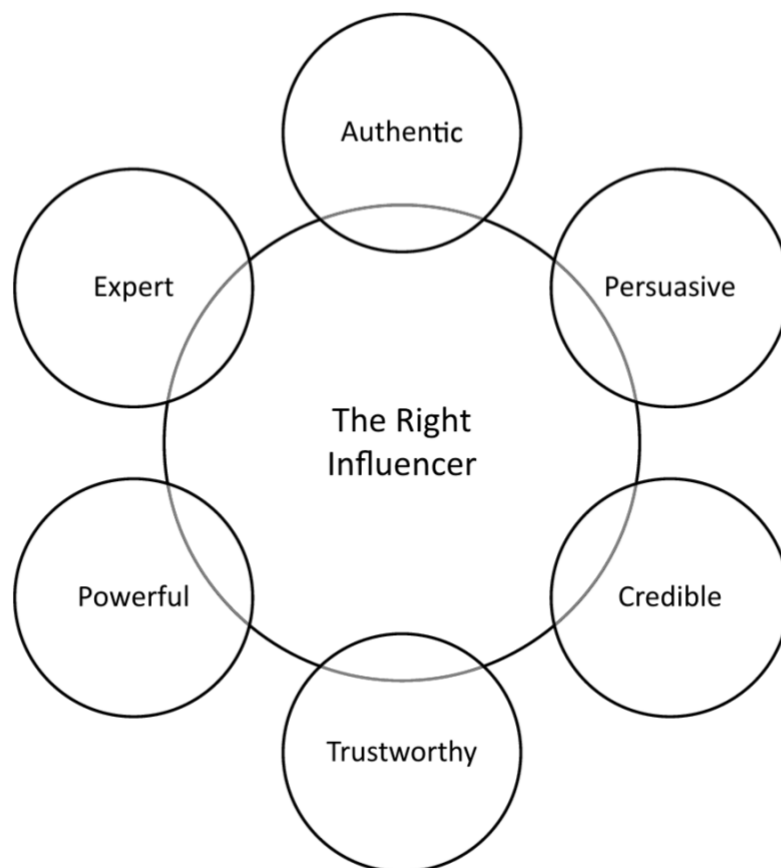 Authentic
Expert
Persuasive
The Right
Influencer
Powerful
Credible
Trustworthy